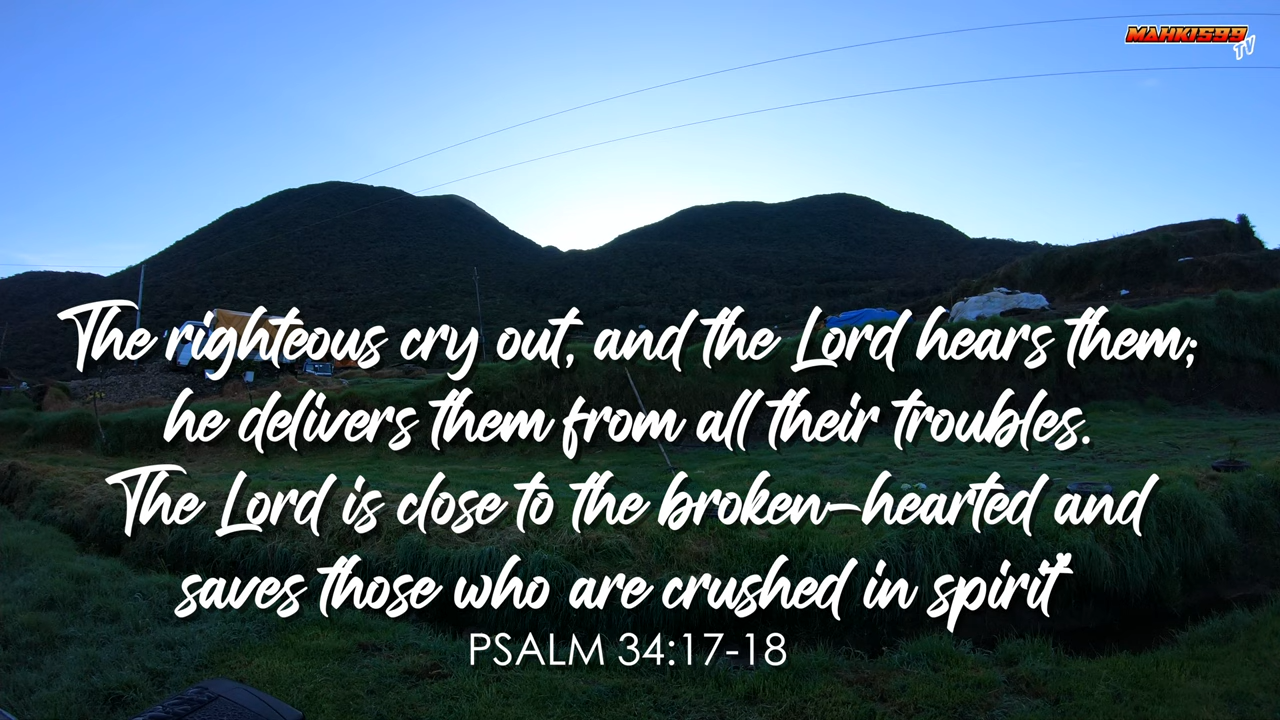 MAHKIS99
TV
The righteous cry out, and the Lord hears them;
he delivers them from all their troubles.
The Lord is close to the broken-hearted and
saves those who are crushed in spirit"
PSALM 34:17-18